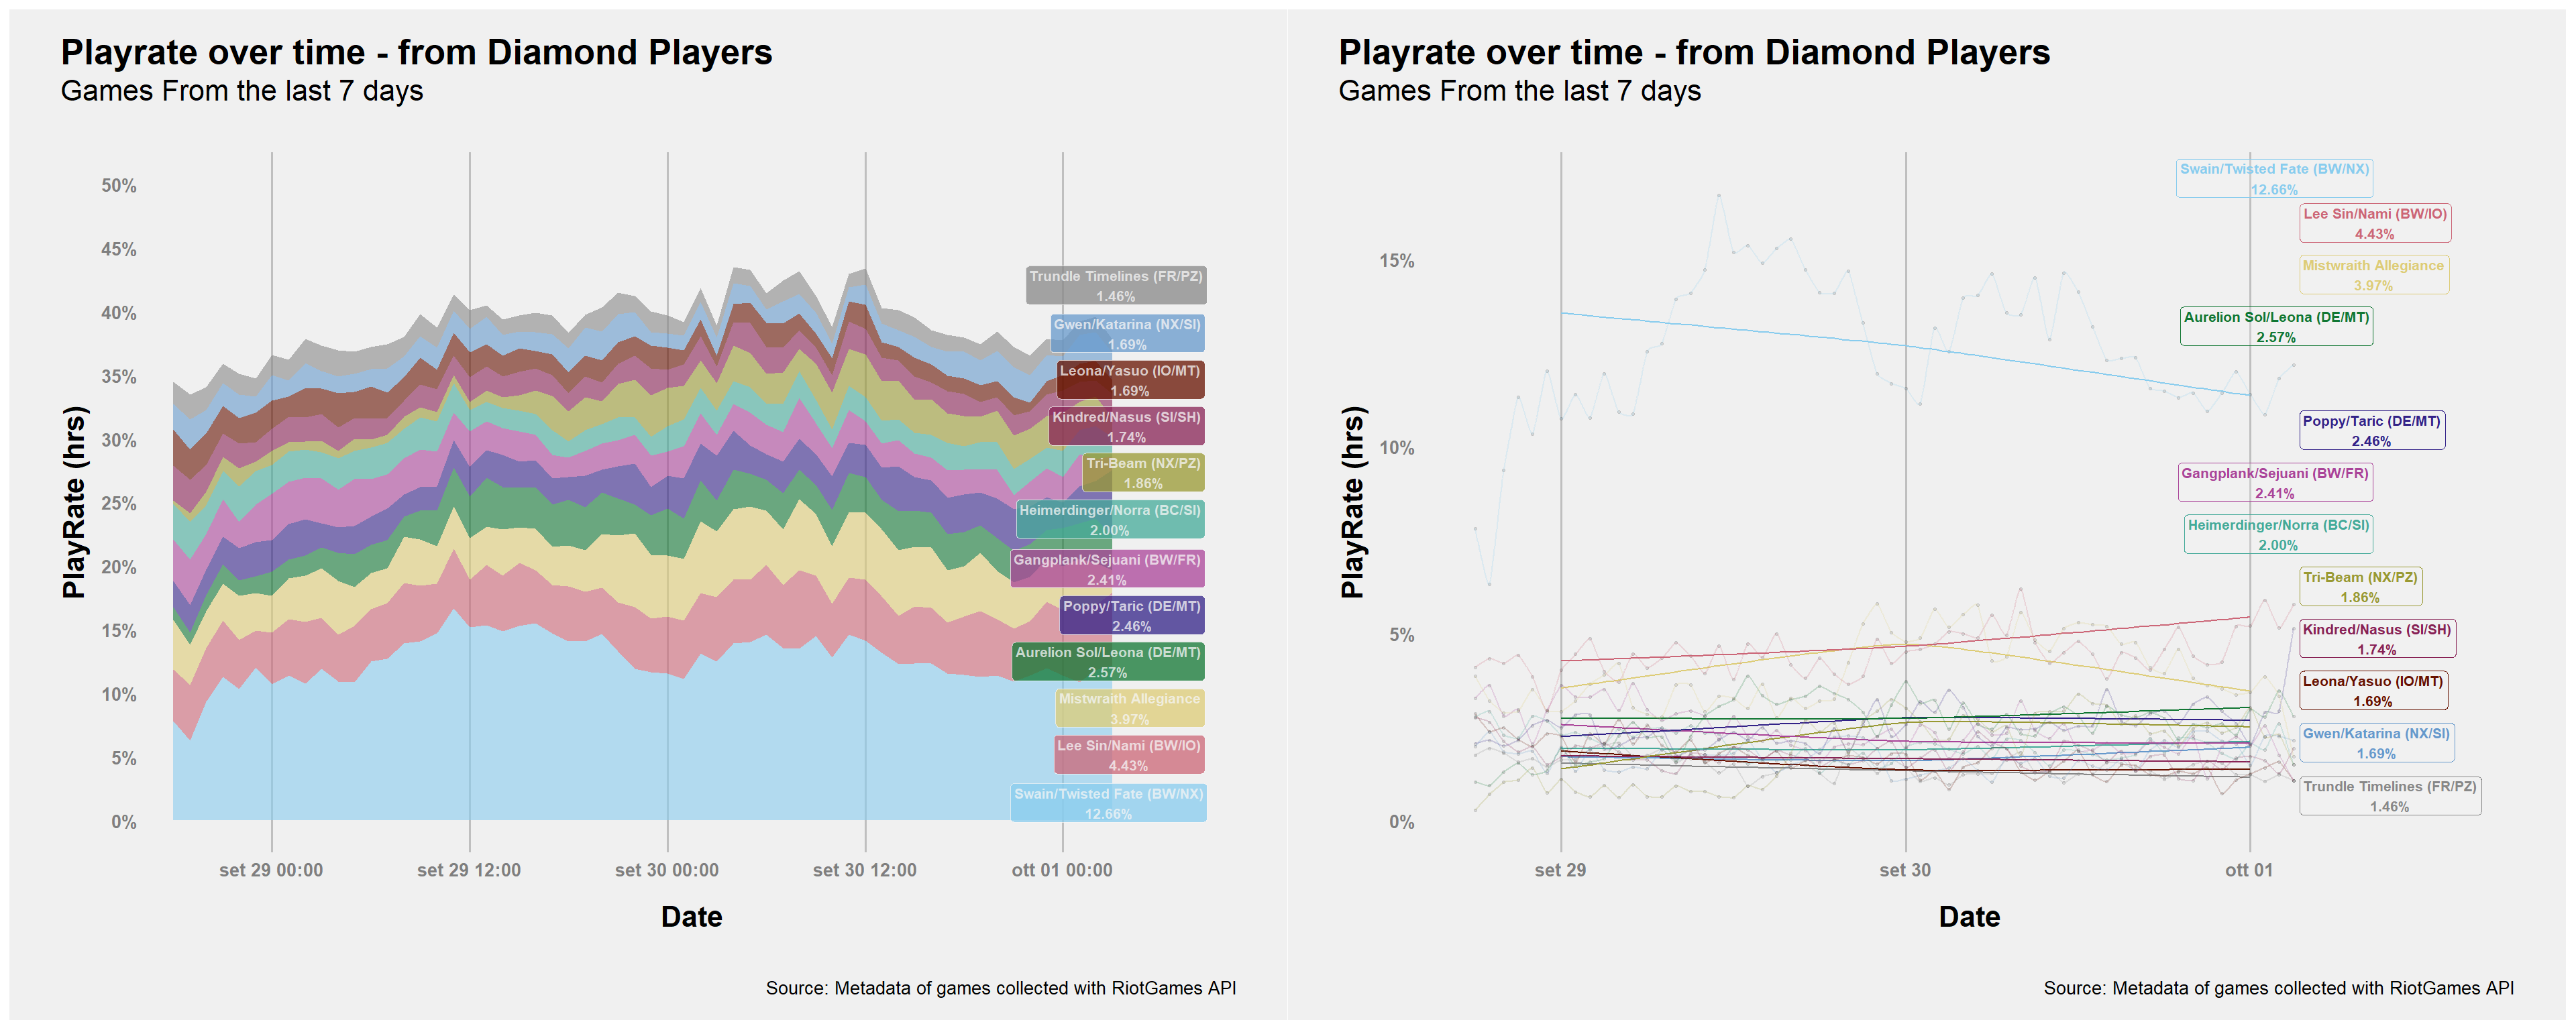 Playrate over time - from Diamond Players
Games From the last 7 days
PlayRate (hrs)
50%
45%
40%
35%
30%
25%
20%
15%
10%
5%
0%
Trundle Timelines (FR/PZ)
1.46%
Gwen/Katarina (NX/SI)
1.69%
Leona/Yasuo (IO/MT)
1.69%
Kindred/Nasus (SI/SH)
1.74%
Tri-Beam (NX/PZ)
1.86%
Heimerdinger/Norra (BC/SI)
2.00%
Gangplank/Sejuani (BW/FR)
2.41%
Poppy/Taric (DE/MT)
2.46%
Aurelion Sol/Leona (DE/MT)
2.57%
Mistwraith Allegiance
3.97%
Lee Sin/Nami (BW/IO)
4.43%
Swain/Twisted Fate (BW/NX)
12.66%
set 29 00:00
set 29 12:00
set 30 00:00
set 30 12:00
ott 01 00:00
Date
Source: Metadata of games collected with RiotGames API
Playrate over time - from Diamond Players
Games From the last 7 days
PlayRate (hrs)
15%
10%
5%
0%
Swain/Twisted Fate (BW/NX)
12.66%
Lee Sin/Nami (BW/IO)
4.43%
Mistwraith Allegiance
3.97%
Aurelion Sol/Leona (DE/MT)
2.57%
Poppy/Taric (DE/MT)
2.46%
Gangplank/Sejuani (BW/FR)
2.41%
Heimerdinger/Norra (BC/SI)
2.00%
Tri-Beam (NX/PZ)
1.86%
Kindred/Nasus (SI/SH)
1.74%
Leona/Yasuo (IO/MT)
1.69%
Gwen/Katarina (NX/SI)
1.69%
Trundle Timelines (FR/PZ)
1.46%
set 29
set 30
ott 01
Date
Source: Metadata of games collected with RiotGames API